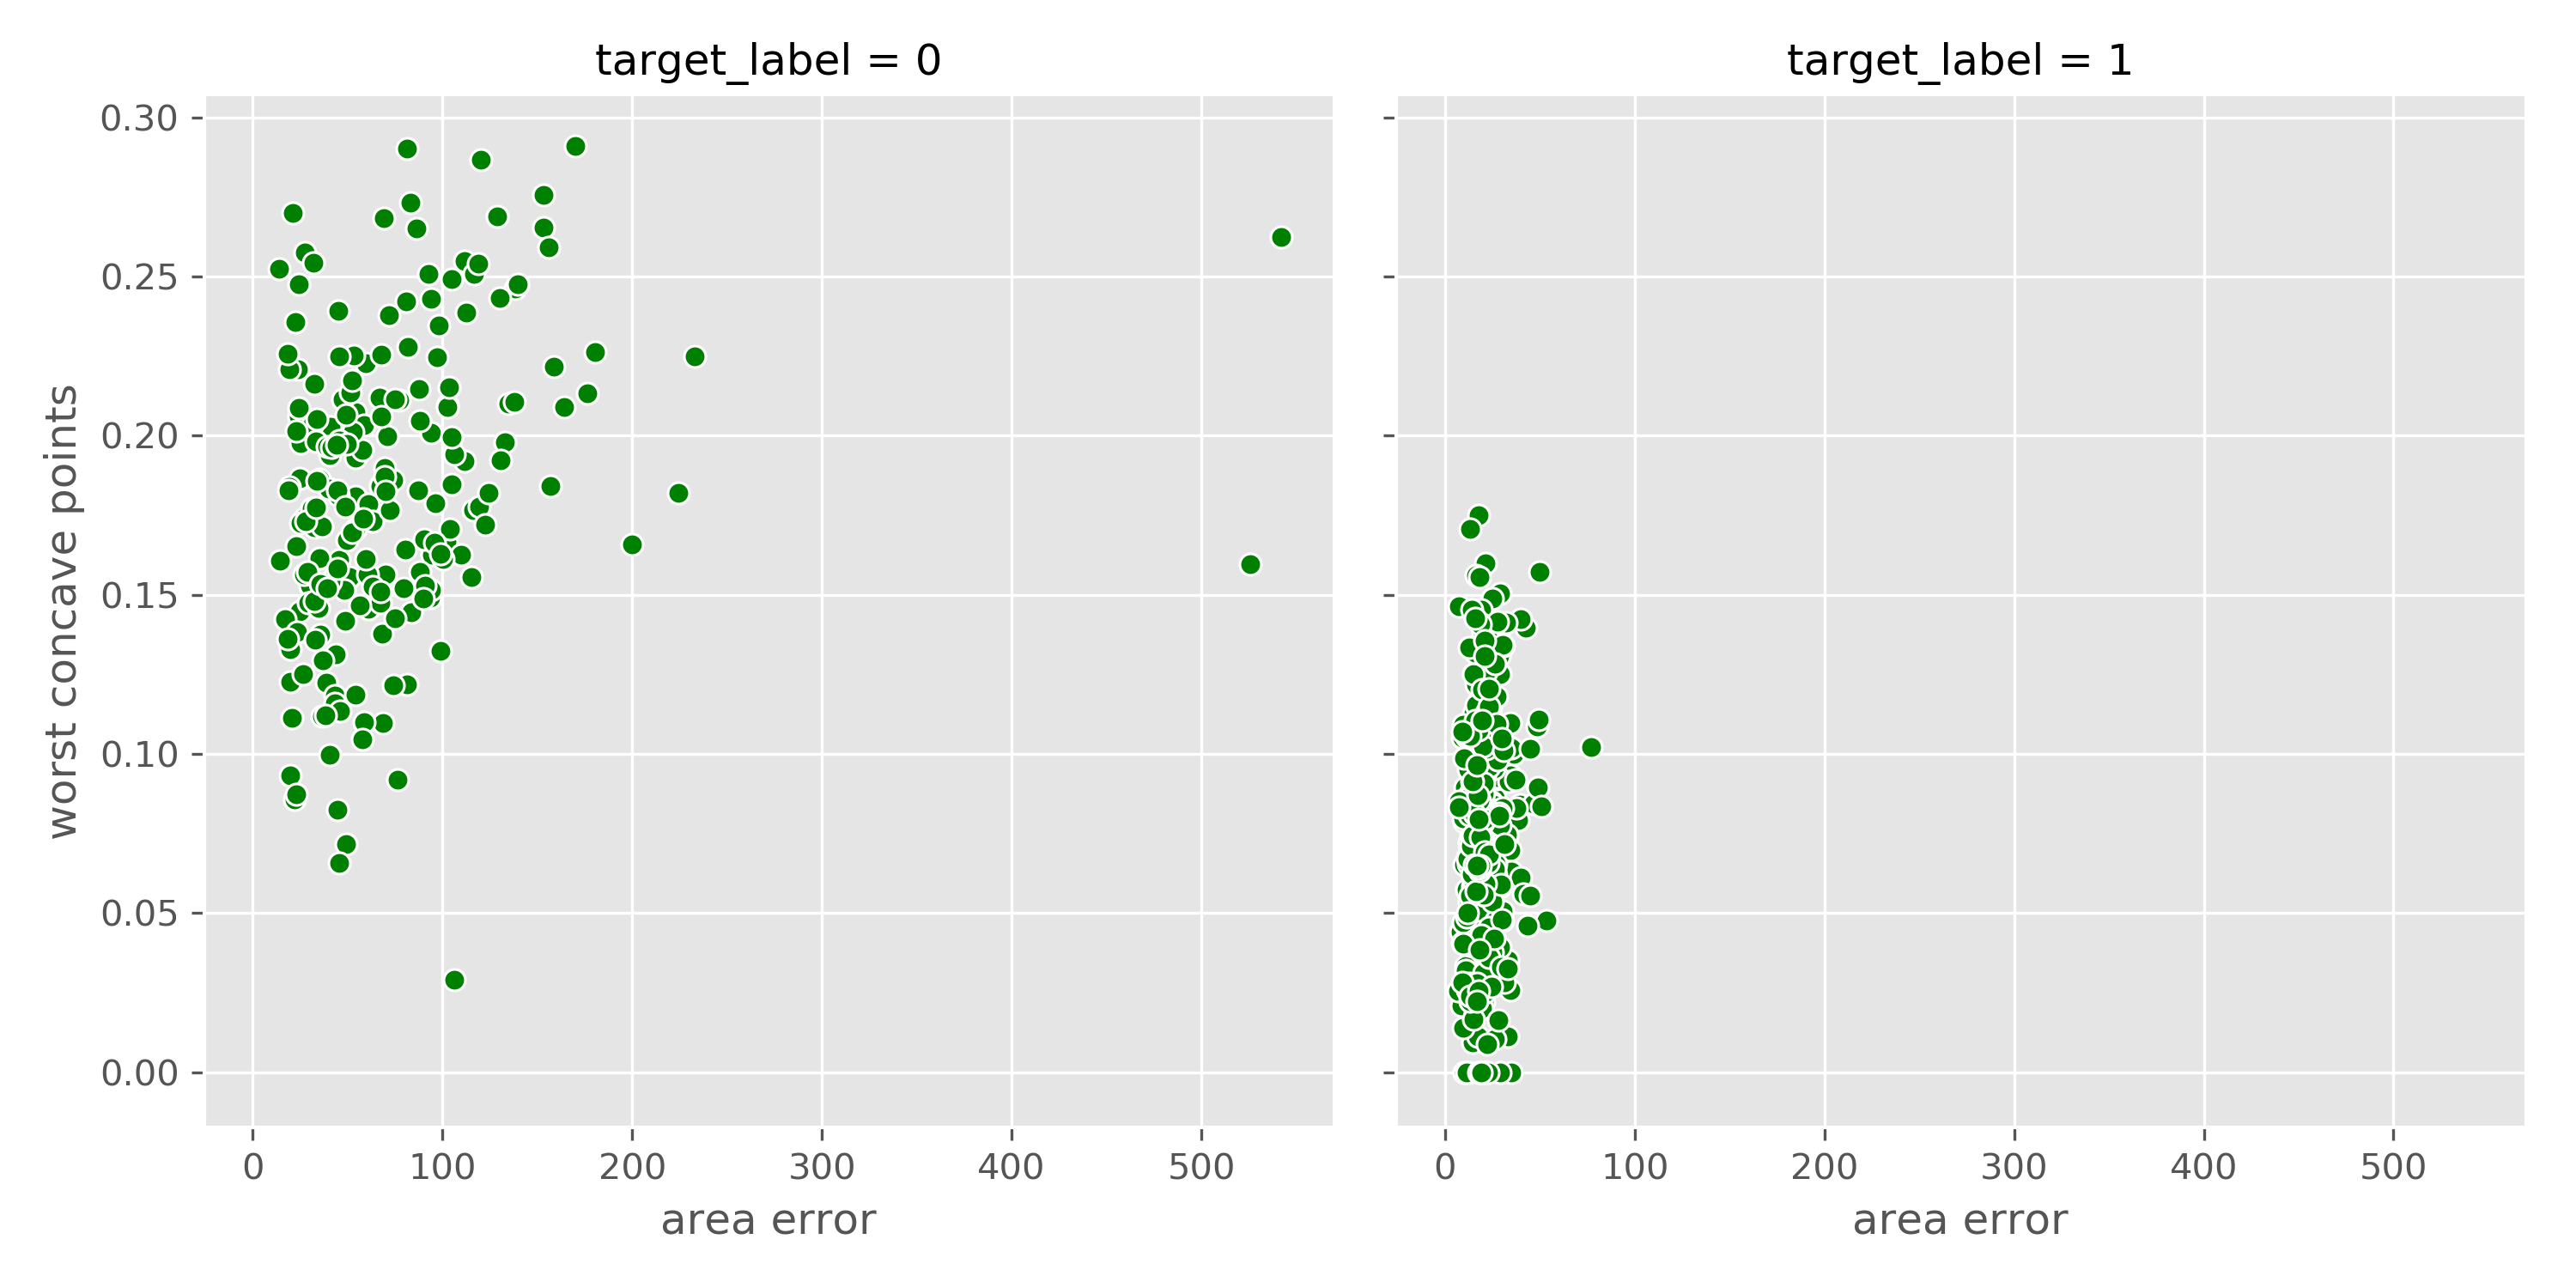 target_label = 0
target_label = 1
0.30
0.25
0.20
0.15
0.10
0.05
0.00
worst concave points
0 100 200 300 400 500
0 100 200 300 400 500
area error
area error